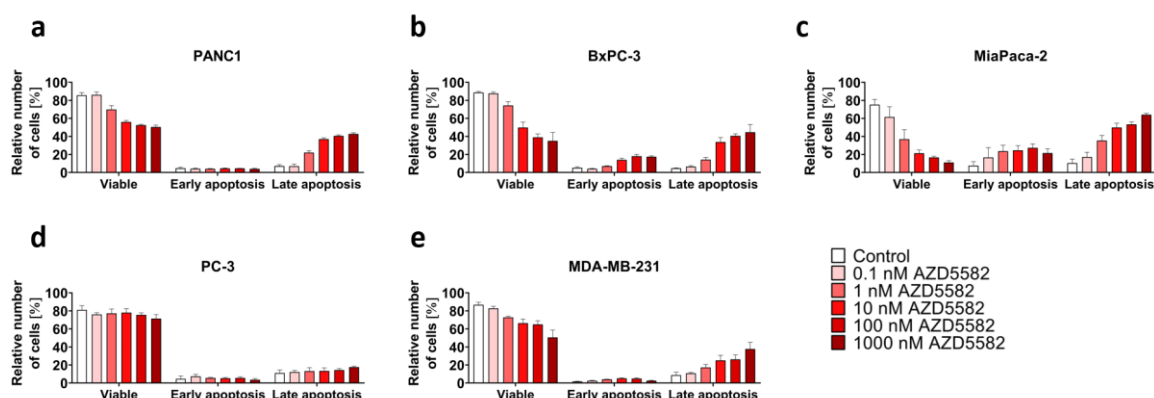 a
PANC1
Relative number
of cells [%]
100
80
60
40
20
0
Viable
Early apoptosis
Late apoptosis
b
BxPC-3
Relative number
of cells [%]
100
80
60
40
20
0
Viable
Early apoptosis
Late apoptosis
c
MiaPaca-2
Relative number
of cells [%]
100
80
60
40
20
0
Viable
Early apoptosis
Late apoptosis
d
PC-3
Relative number
of cells [%]
100
80
60
40
20
0
Viable
Early apoptosis
Late apoptosis
e
MDA-MB-231
Relative number
of cells [%]
100
80
60
40
20
0
Viable
Early apoptosis
Late apoptosis
Control
0.1 nM AZD5582
1 nM AZD5582
10 nM AZD5582
100 nM AZD5582
1000 nM AZD5582